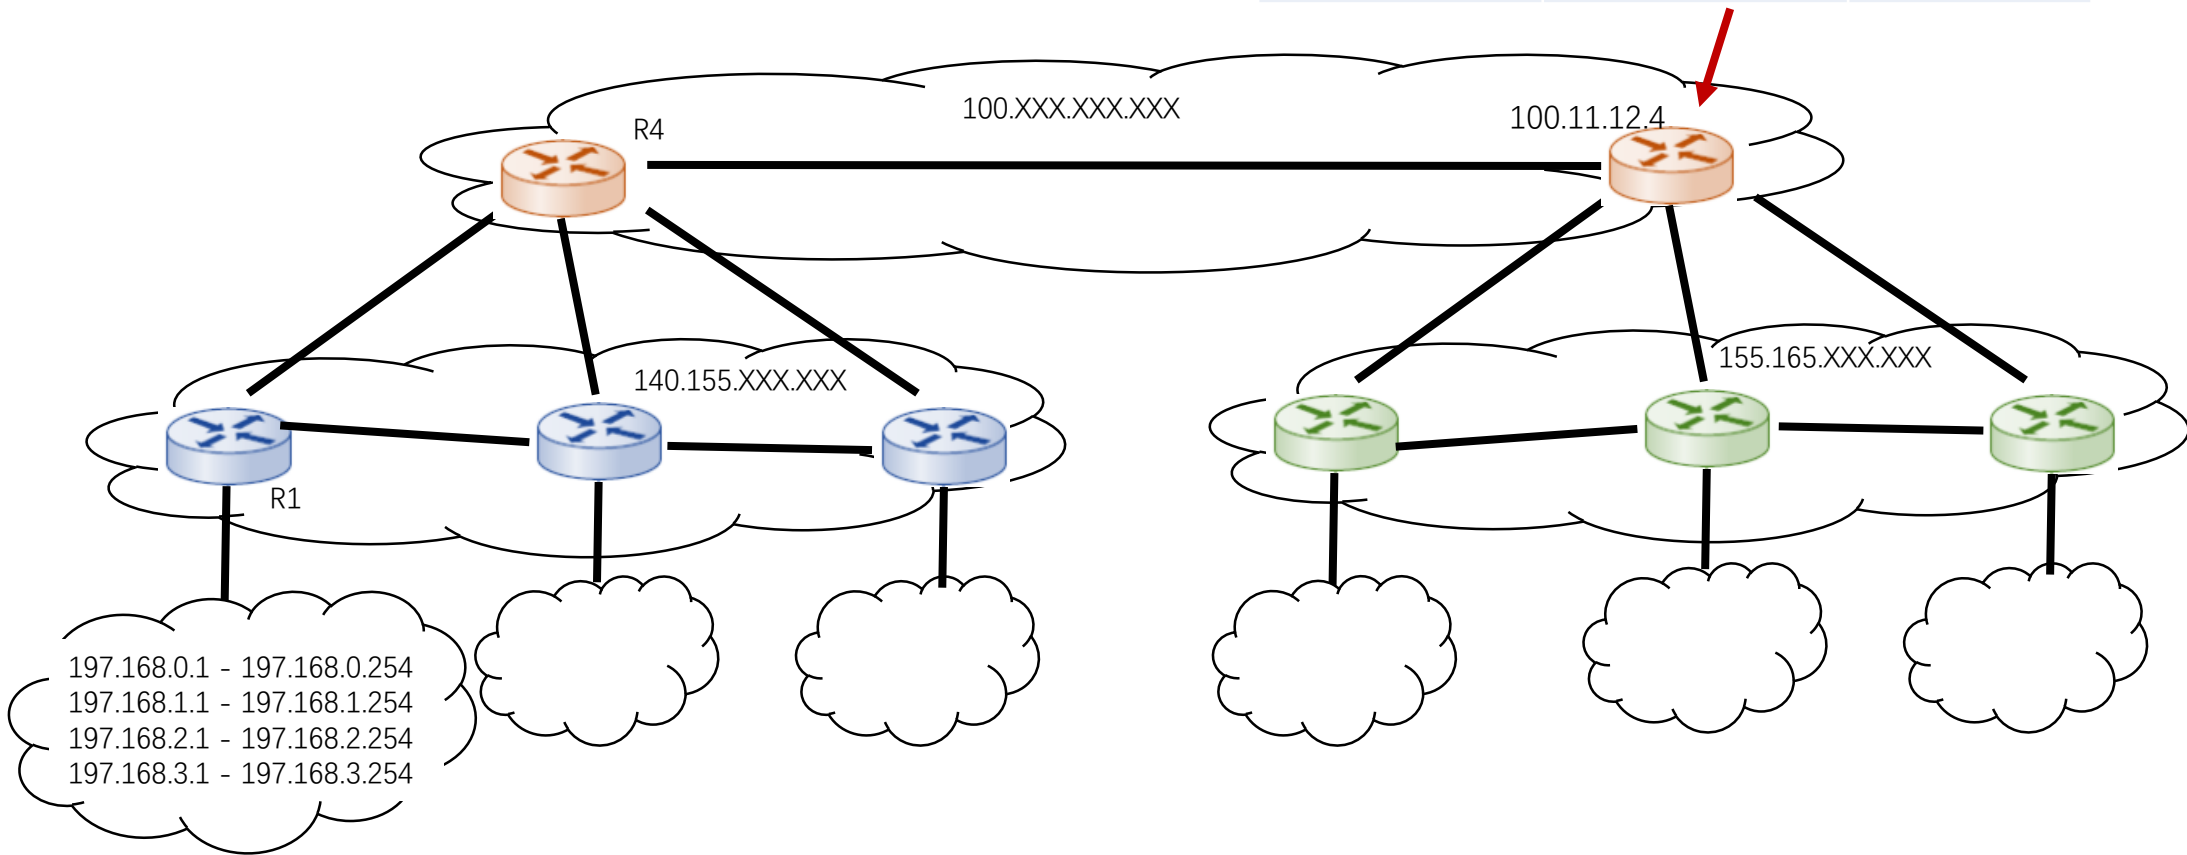 100.XXX.XXX.XXX
100.11.12.4
R4
140.155.XXX.XXX
155.165.XXX.XXX
R1
197.168.0.1 - 197.168.0.254
197.168.1.1 - 197.168.1.254
197.168.2.1 - 197.168.2.254
197.168.3.1 - 197.168.3.254